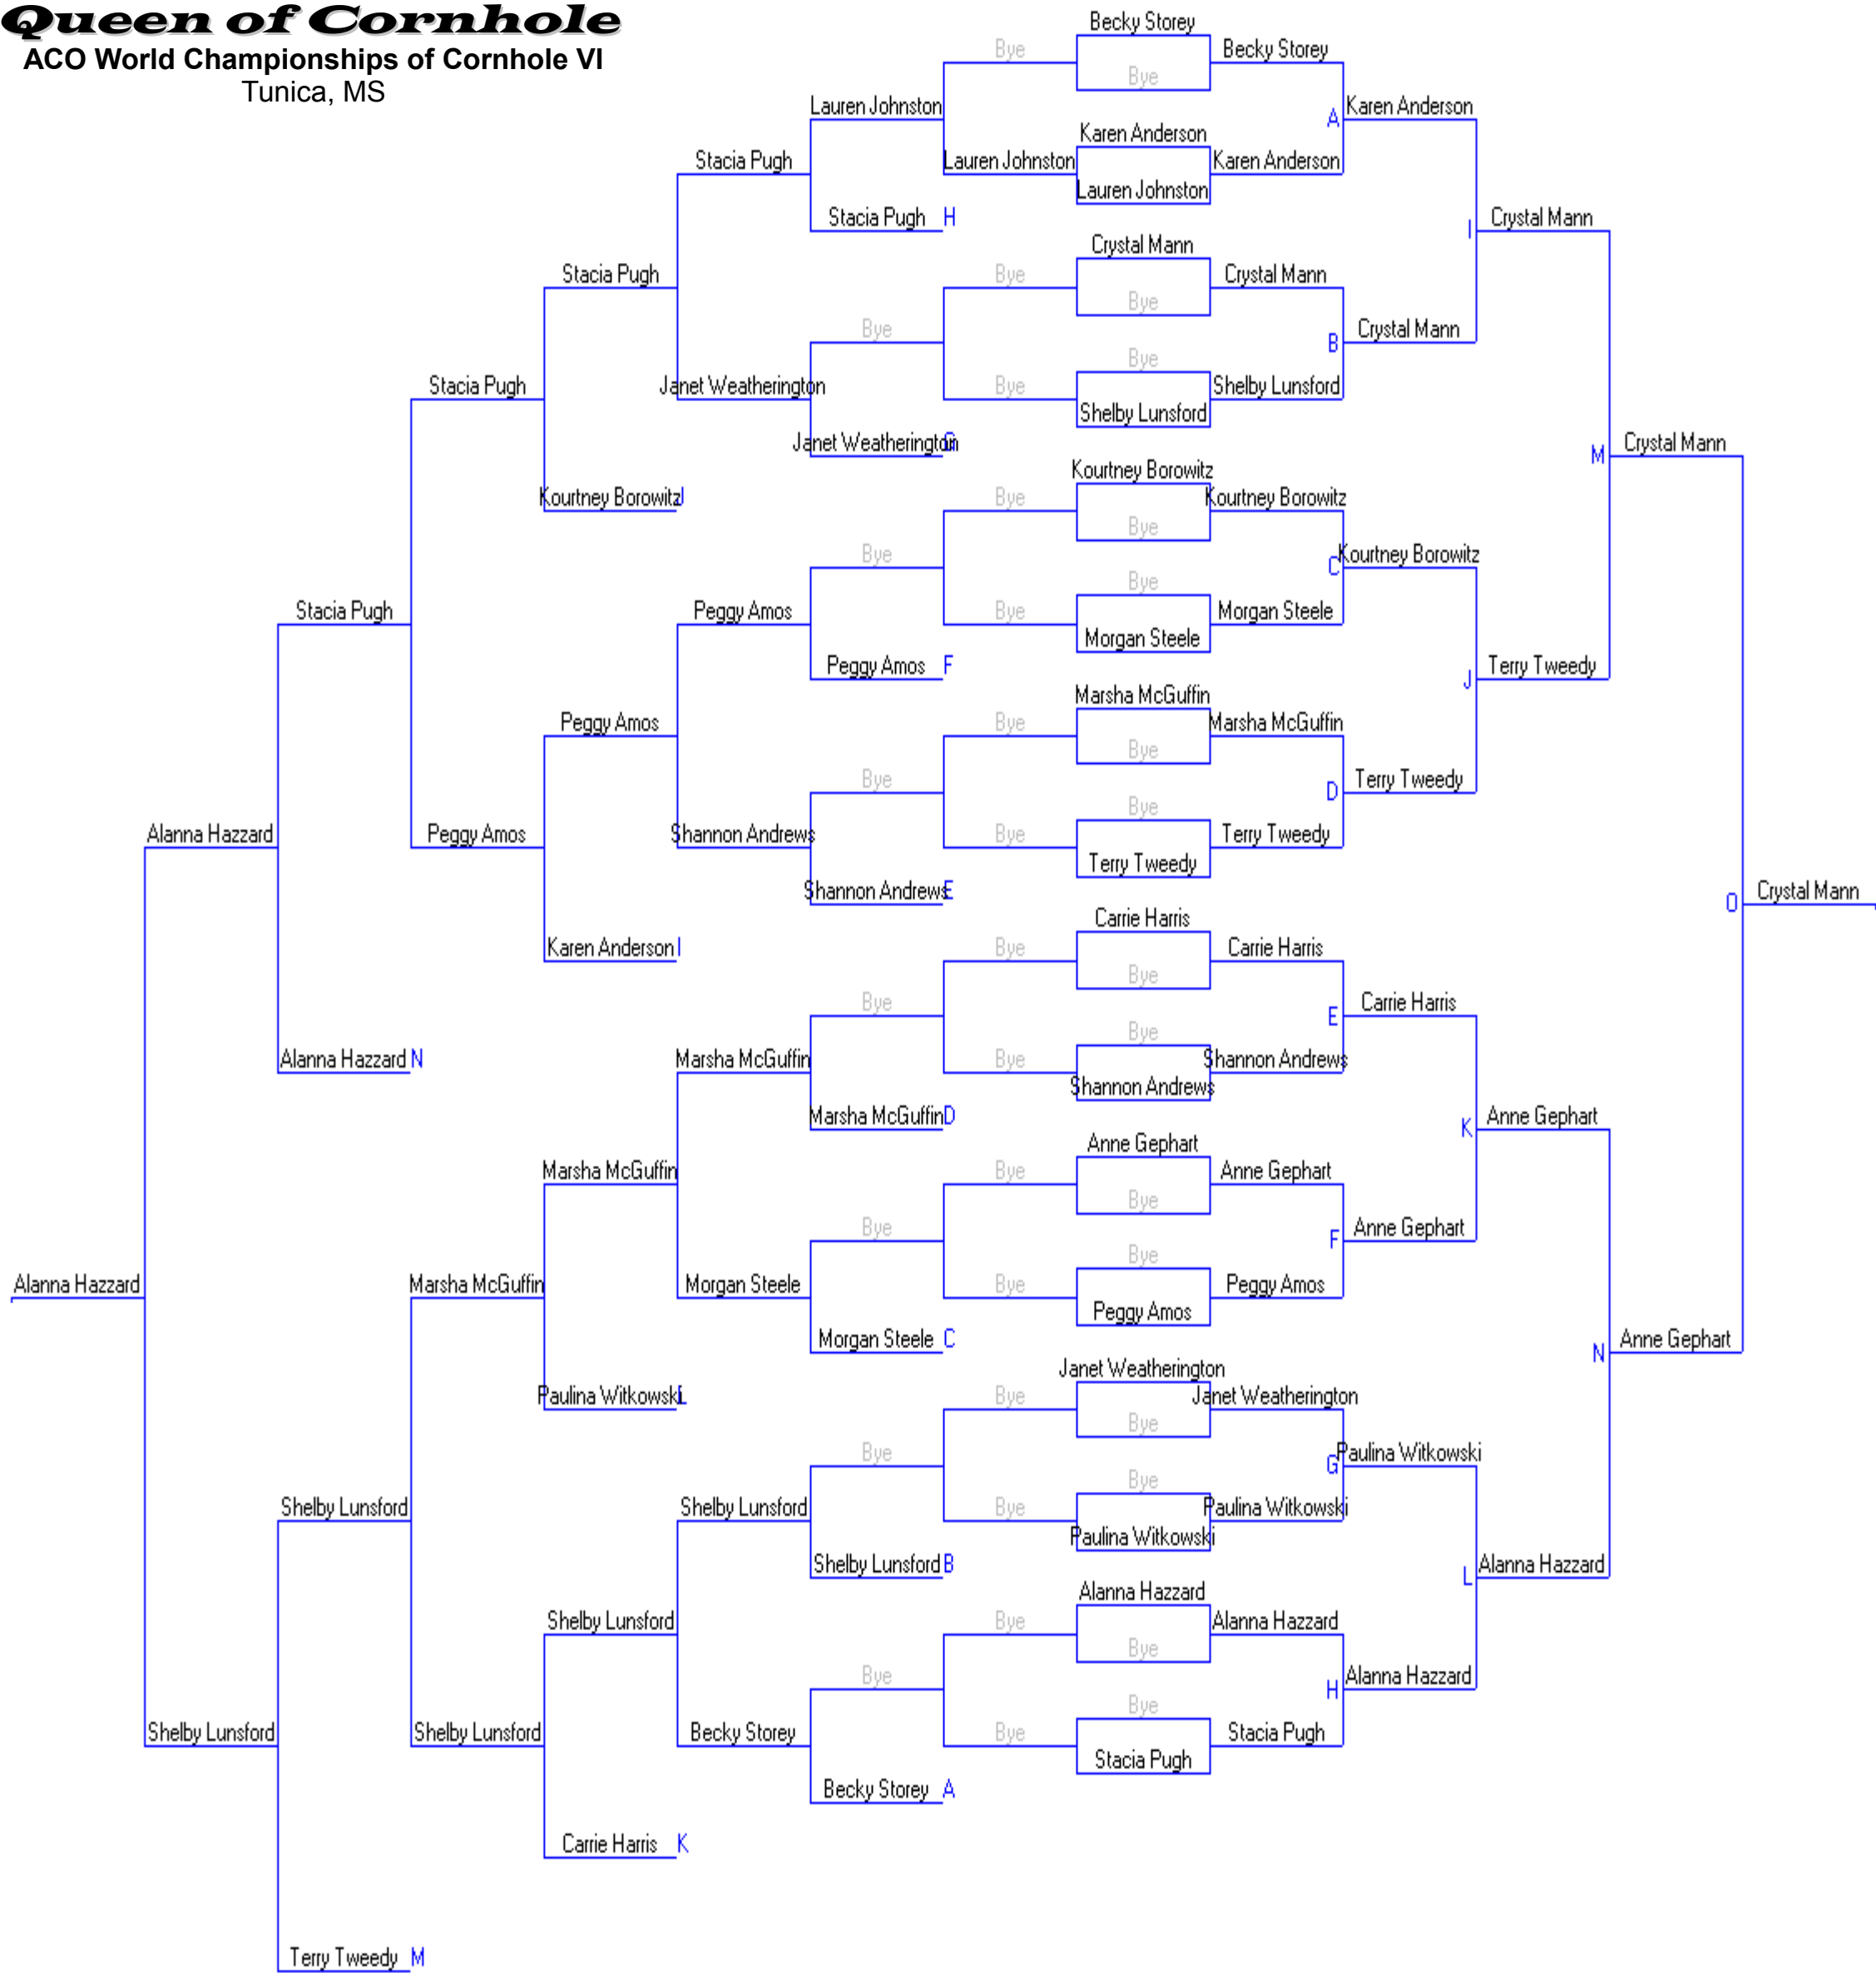 Queen of Cornhole
ACO World Championships of Cornhole VI
Tunica, MS
Becky Storey
Bye
Becky Storey
Bye
Lauren Johnston
A
Karen Anderson
Karen Anderson
Stacia Pugh
Lauren Johnston
Karen Anderson
Lauren Johnston
Stacia Pugh
H
I
Crystal Mann
Crystal Mann
Stacia Pugh
Bye
Crystal Mann
Bye
Bye
B
Crystal Mann
Bye
Stacia Pugh
Janet Weatherington
Bye
Shelby Lunsford
Shelby Lunsford
Janet Weatherington
G
M
Crystal Mann
Kourtney Borowitz
Kourtney Borowitz
J
Bye
Kourtney Borowitz
Bye
Bye
C
Kourtney Borowitz
Bye
Stacia Pugh
Peggy Amos
Bye
Morgan Steele
Morgan Steele
Peggy Amos
F
J
Terry Tweedy
Marsha McGuffin
Peggy Amos
Bye
Marsha McGuffin
Bye
Bye
D
Terry Tweedy
Bye
Alanna Hazzard
Peggy Amos
Shannon Andrews
Bye
Terry Tweedy
Terry Tweedy
Shannon Andrews
E
O
Crystal Mann
Carrie Harris
Karen Anderson
I
Bye
Carrie Harris
Bye
Bye
E
Carrie Harris
Bye
Alanna Hazzard
N
Marsha McGuffin
Bye
Shannon Andrews
Shannon Andrews
Marsha McGuffin
D
K
Anne Gephart
Anne Gephart
Marsha McGuffin
Bye
Anne Gephart
Bye
Bye
F
Anne Gephart
Bye
Alanna Hazzard
Marsha McGuffin
Morgan Steele
Bye
Peggy Amos
Peggy Amos
Morgan Steele
C
N
Anne Gephart
Janet Weatherington
Paulina Witkowski
L
Bye
Janet Weatherington
Bye
Bye
G
Paulina Witkowski
Bye
Shelby Lunsford
Shelby Lunsford
Bye
Paulina Witkowski
Paulina Witkowski
Shelby Lunsford
B
L
Alanna Hazzard
Alanna Hazzard
Shelby Lunsford
Bye
Alanna Hazzard
Bye
Bye
H
Alanna Hazzard
Bye
Shelby Lunsford
Shelby Lunsford
Becky Storey
Bye
Stacia Pugh
Stacia Pugh
Becky Storey
A
Carrie Harris
K
Terry Tweedy
M